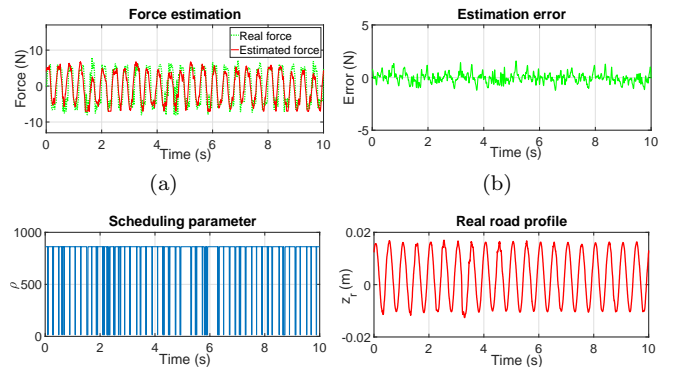 Force estimation
Real force
Estimated force
Force (N)
10
0
-10
0 2 4 6 8 10
Time (s)
(a)
Estimation error
Error (N)
5
0
-5
0 2 4 6 8 10
Time (s)
(b)
Scheduling parameter
ρ
1000
500
0
0 2 4 6 8 10
Time (s)
Real road profile
z_r (m)
0.02
0
-0.02
0 2 4 6 8 10
Time (s)